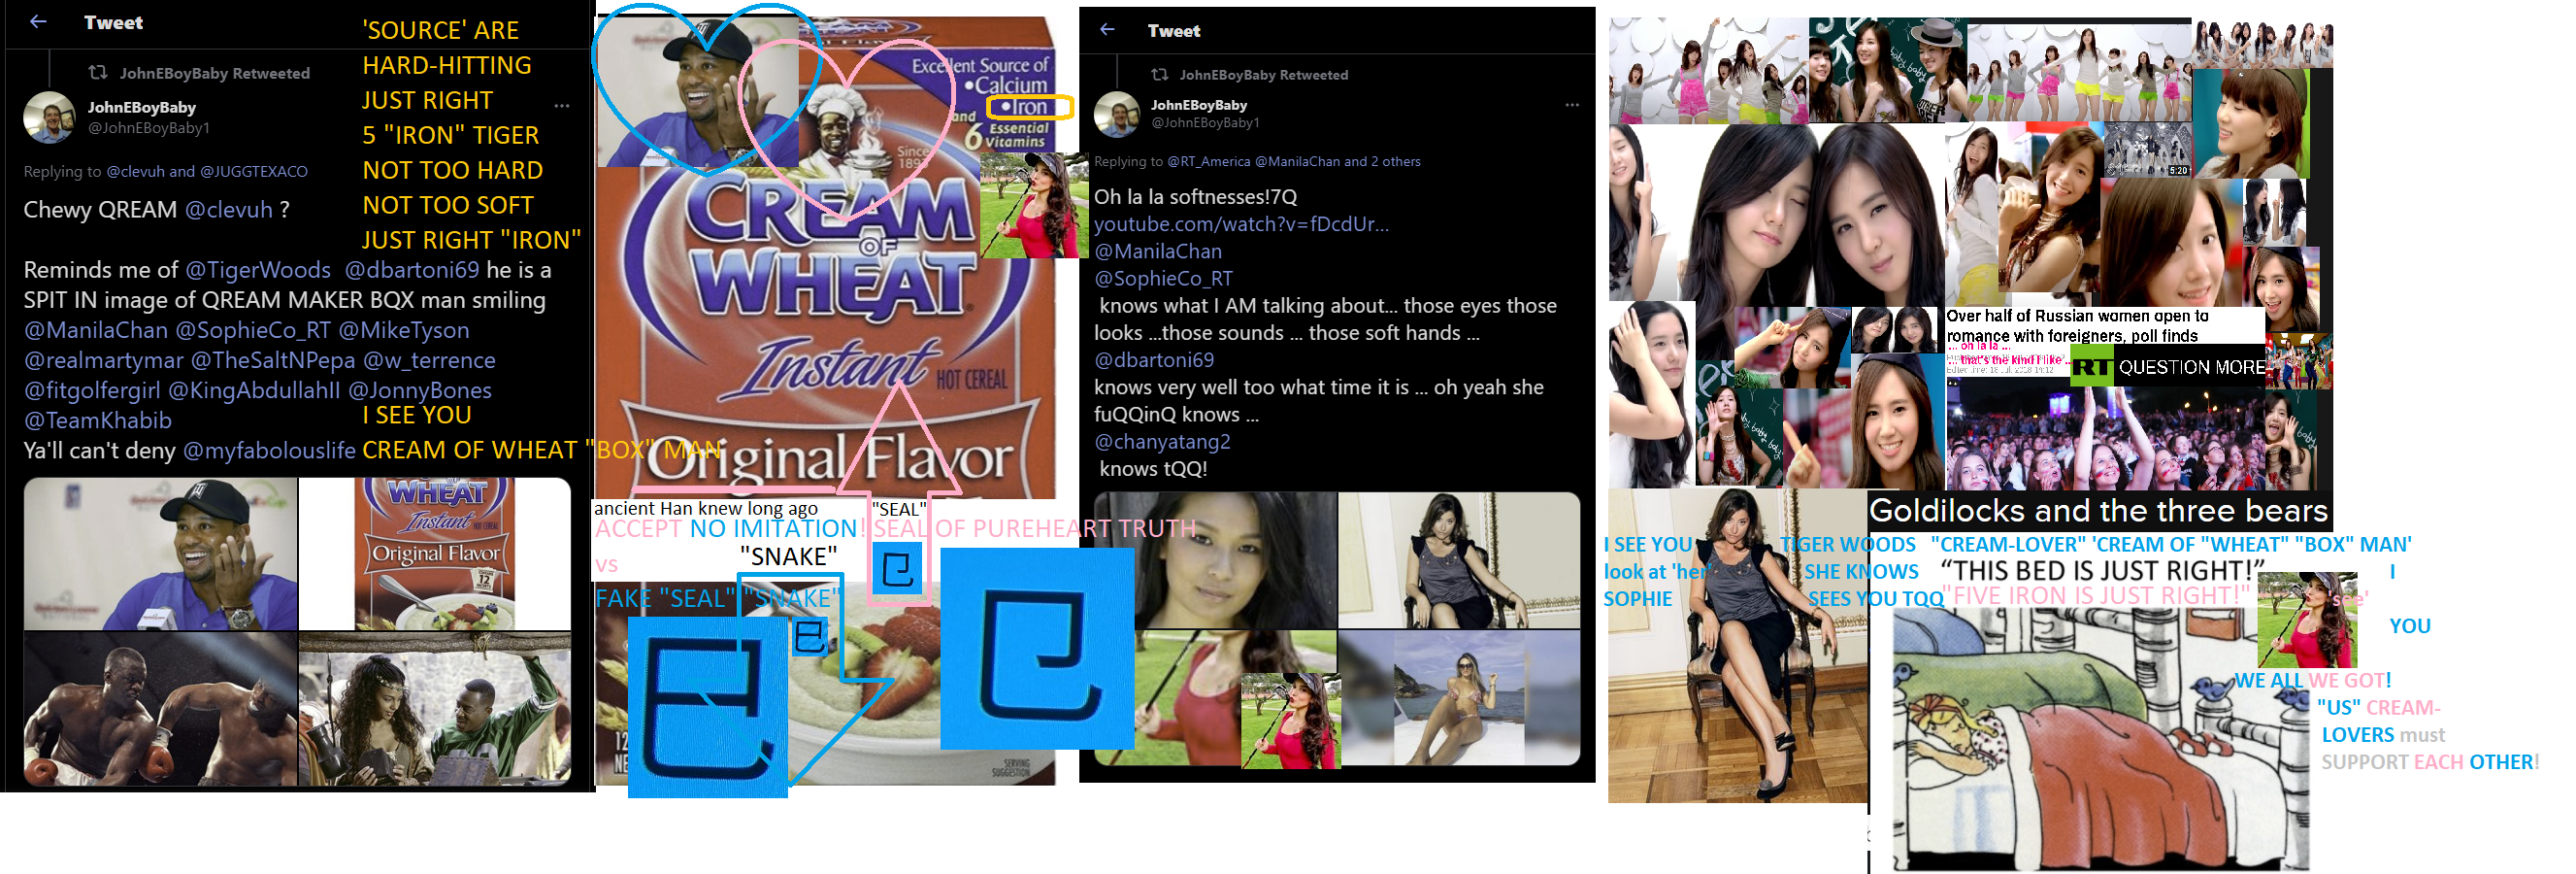 Tweet
JohnEBoyBaby Retweeted
JohnEBoyBaby
@JohnEBoyBaby1
Replying to @clevuh and @JUGGTEXACO
Chewy QREAM @clevuh ?
Reminds me of @TigerWoods @dbartoni69 he is a
SPIT IN image of QREAM MAKER BQX man smiling
@ManilaChan @SophieCo_RT @MikeTyson
@realmartymar @TheSaltNPepa @w_terrence
@fitgolfergirl @KingAbdullahII @JonnyBones
@TeamKhabib
Ya'll can't deny @myfabolouslife
'SOURCE' ARE
HARD-HITTING
JUST RIGHT
5 "IRON" TIGER
NOT TOO HARD
NOT TOO SOFT
JUST RIGHT "IRON"
I SEE YOU
CREAM OF WHEAT "BOX" MAN
WHEAT
Instant HOT CEREAL
Original Flavor
12
Excellent Source of
•Calcium
•Iron
and 6 Essential
Vitamins
Since
CREAM
OF
WHEAT
Instant HOT CEREAL
Original Flavor
ancient Han knew long ago
"SEAL"
ACCEPT NO IMITATION! SEAL OF PUREHEART TRUTH
"SNAKE"
vs
FAKE "SEAL" "SNAKE"
SERVING
SUGGESTION
Tweet
JohnEBoyBaby Retweeted
JohnEBoyBaby
@JohnEBoyBaby1
Replying to @RT_America @ManilaChan and 2 others
Oh la la softnesses!7Q
youtube.com/watch?v=fDcdUr...
@ManilaChan
@SophieCo_RT
knows what I AM talking about... those eyes those
looks ...those sounds ... those soft hands ...
@dbartoni69
knows very well too what time it is ... oh yeah she
fuQQinQ knows ...
@chanyatang2
knows tQQ!
baby baby
5:20
Over half of Russian women open to
romance with foreigners, poll finds
... oh la la ...
... that's the kind I like ..
RT QUESTION MORE
Goldilocks and the three bears
I SEE YOU
look at 'her'
SOPHIE
TIGER WOODS "CREAM-LOVER" 'CREAM OF "WHEAT" "BOX" MAN'
SHE KNOWS
SEES YOU TQQ
"THIS BED IS JUST RIGHT!"
"FIVE IRON IS JUST RIGHT!"
I
'see'
YOU
WE ALL WE GOT!
"US" CREAM-
LOVERS must
SUPPORT EACH OTHER!